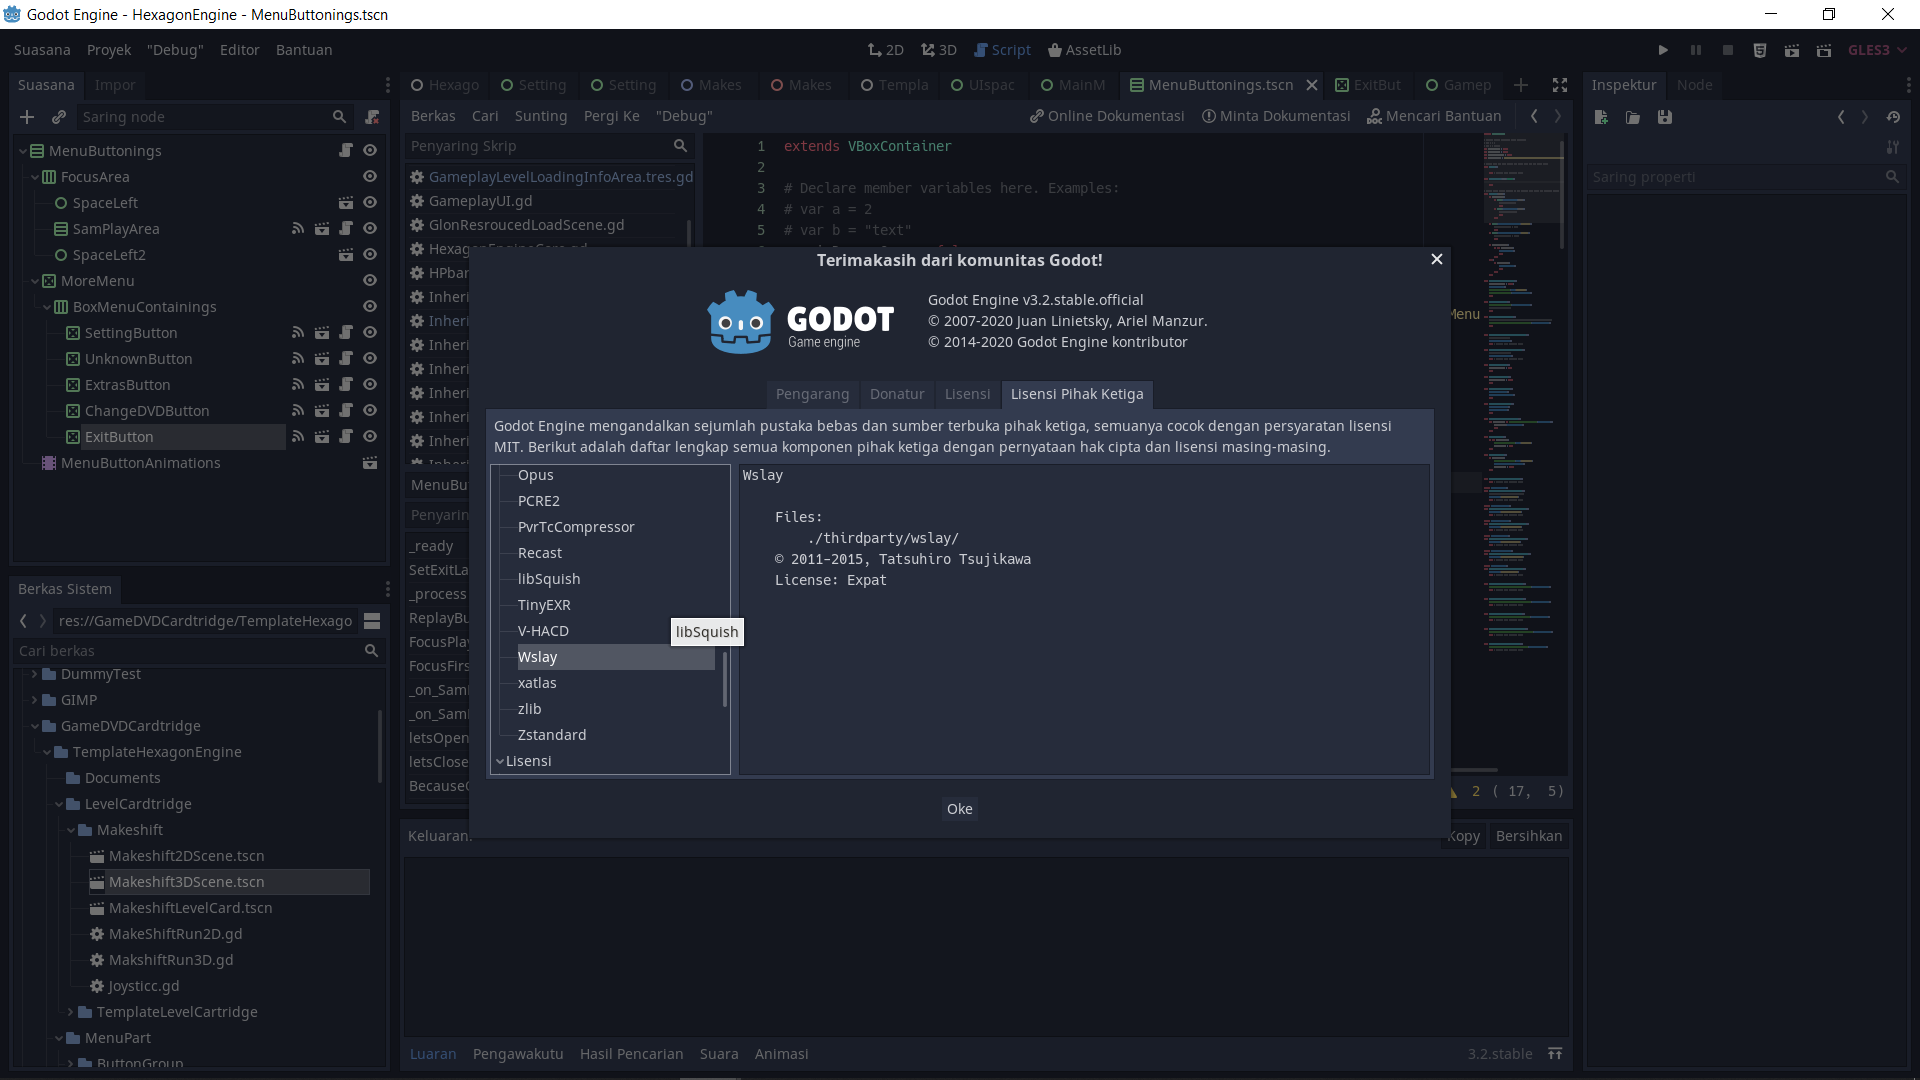 Godot Engine - HexagonEngine - MenuButtonings.tscn
Suasana Proyek "Debug" Editor Bantuan
2D 3D Script AssetLib
GLES3
Suasana Impor
Saring node
MenuButtonings
FocusArea
SpaceLeft
SamPlayArea
SpaceLeft2
MoreMenu
BoxMenuContainings
SettingButton
UnknownButton
ExtrasButton
ChangeDVDButton
ExitButton
MenuButtonAnimations
Berkas Sistem
res://GameDVDCardtridge/TemplateHexago
Cari berkas
DummyTest
GIMP
GameDVDCardtridge
TemplateHexagonEngine
Documents
LevelCardtridge
Makeshift
Makeshift2DScene.tscn
Makeshift3DScene.tscn
MakeshiftLevelCard.tscn
MakeShiftRun2D.gd
MakshiftRun3D.gd
Joysticc.gd
TemplateLevelCartridge
MenuPart
ButtonGroup
Hexago Setting Setting Makes Makes Templa UIspac MainM MenuButtonings.tscn ExitBut Gamep
Berkas Cari Sunting Pergi Ke "Debug"
Online Dokumentasi Minta Dokumentasi Mencari Bantuan
Penyaring Skrip
GameplayLevelLoadingInfoArea.tres.gd
GameplayUI.gd
GlonResroucedLoadScene.gd
HexagonEngineCore.gd
HPbar
Inheri
Inheri
Inheri
Inheri
Inheri
Inheri
Inheri
Inheri
MenuBu
Penyarin
_ready
SetExitLa
_process
ReplayBu
FocusPlay
FocusFirs
_on_Saml
_on_Saml
letsOpen
letsClose
BecauseC
1 extends VBoxContainer
2
3 # Declare member variables here. Examples:
4 # var a = 2
5 # var b = "text"
Menu
2 ( 17, 5)
Terimakasih dari komunitas Godot!
GODOT
Game engine
Godot Engine v3.2.stable.official
© 2007-2020 Juan Linietsky, Ariel Manzur.
© 2014-2020 Godot Engine kontributor
Pengarang Donatur Lisensi Lisensi Pihak Ketiga
Godot Engine mengandalkan sejumlah pustaka bebas dan sumber terbuka pihak ketiga, semuanya cocok dengan persyaratan lisensi
MIT. Berikut adalah daftar lengkap semua komponen pihak ketiga dengan pernyataan hak cipta dan lisensi masing-masing.
Opus
PCRE2
PvrTcCompressor
Recast
libSquish
TinyEXR
V-HACD
Wslay
xatlas
zlib
Zstandard
Lisensi
libSquish
Wslay
Files:
./thirdparty/wslay/
© 2011-2015, Tatsuhiro Tsujikawa
License: Expat
Oke
Keluaran:
Kopy Bersihkan
Luaran Pengawakutu Hasil Pencarian Suara Animasi
3.2.stable
Inspektur Node
Saring properti